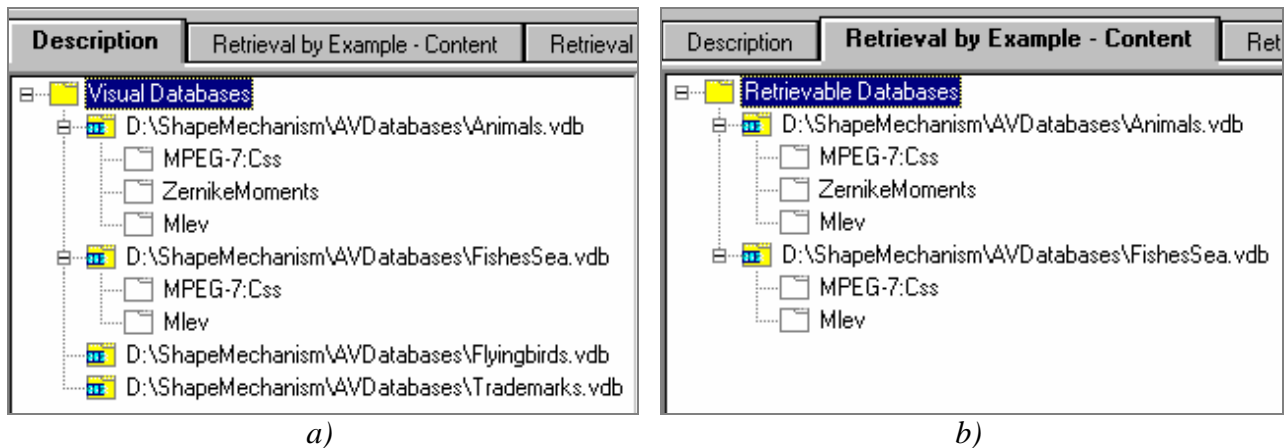 Description
Retrieval by Example - Content
Retrieval
Visual Databases
D:\ShapeMechanism\AVDatabases\Animals.vdb
MPEG-7:Css
ZernikeMoments
Mlev
D:\ShapeMechanism\AVDatabases\FishesSea.vdb
MPEG-7:Css
Mlev
D:\ShapeMechanism\AVDatabases\Flyingbirds.vdb
D:\ShapeMechanism\AVDatabases\Trademarks.vdb
a)
Description
Retrieval by Example - Content
Ret
Retrievable Databases
D:\ShapeMechanism\AVDatabases\Animals.vdb
MPEG-7:Css
ZernikeMoments
Mlev
D:\ShapeMechanism\AVDatabases\FishesSea.vdb
MPEG-7:Css
Mlev
b)